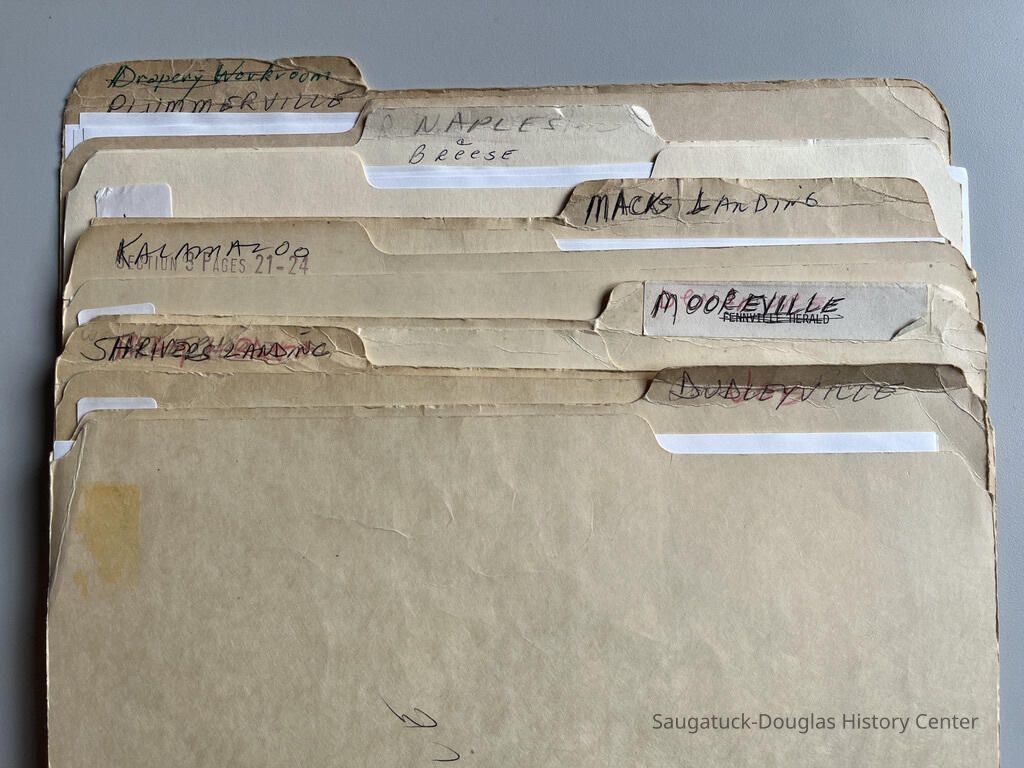 Drapery Workroom
PLUMMERVILLE
NAPLES
BREESE
MACKS LANDING
KALAMAZOO
SECTION 3 PAGES 21-24
MOOREVILLE
FENNVILLE HERALD
SHRIVERS LANDING
DUDLEYVILLE
Saugatuck-Douglas History Center